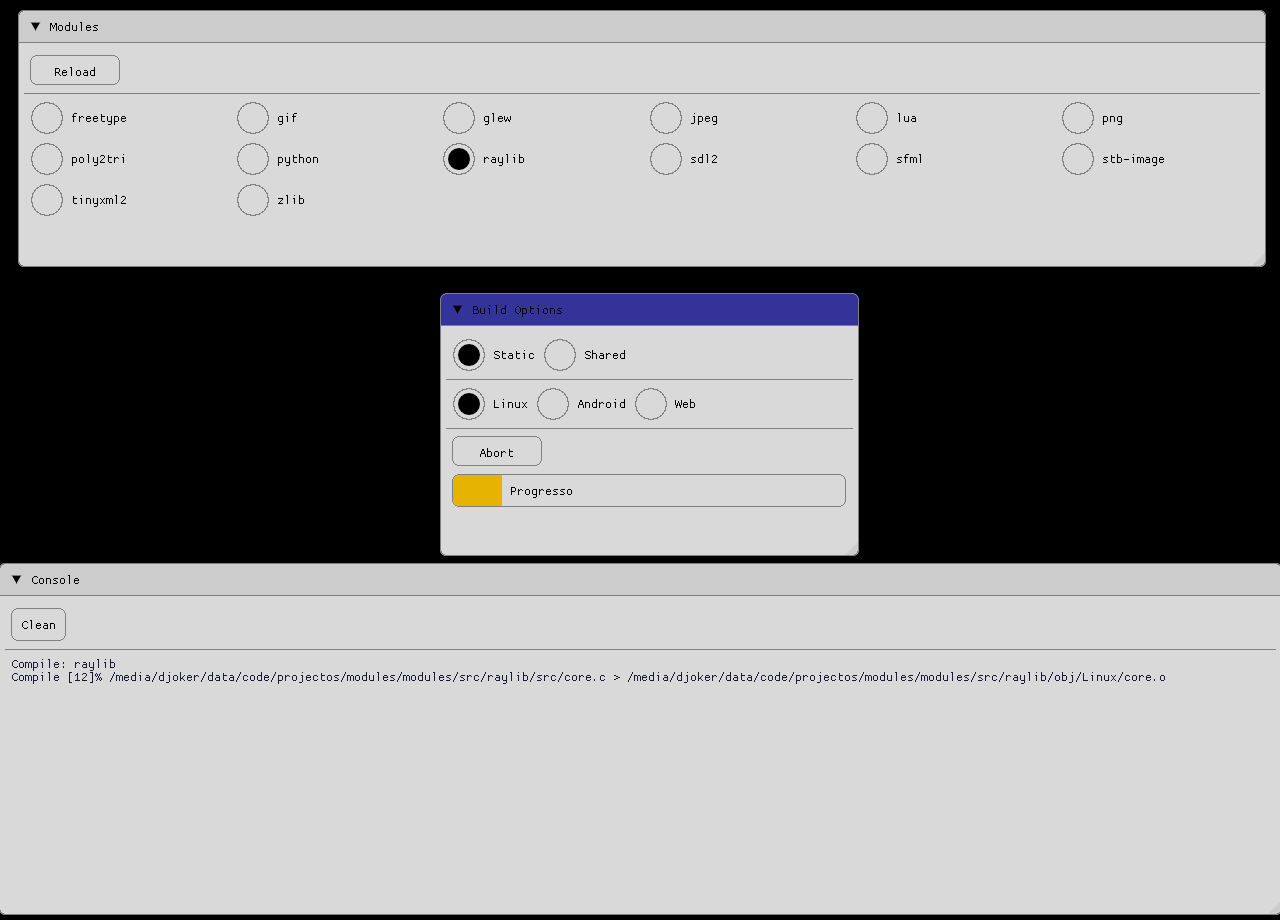 ▼ Modules
Reload
freetype gif glew jpeg lua png
poly2tri python raylib sdl2 sfml stb-image
tinyxml2 zlib
▼ Build Options
Static Shared
Linux Android Web
Abort
Progresso
▼ Console
Clean
Compile: raylib
Compile [12]% /media/djoker/data/code/projectos/modules/modules/src/raylib/src/core.c > /media/djoker/data/code/projectos/modules/modules/src/raylib/obj/Linux/core.o